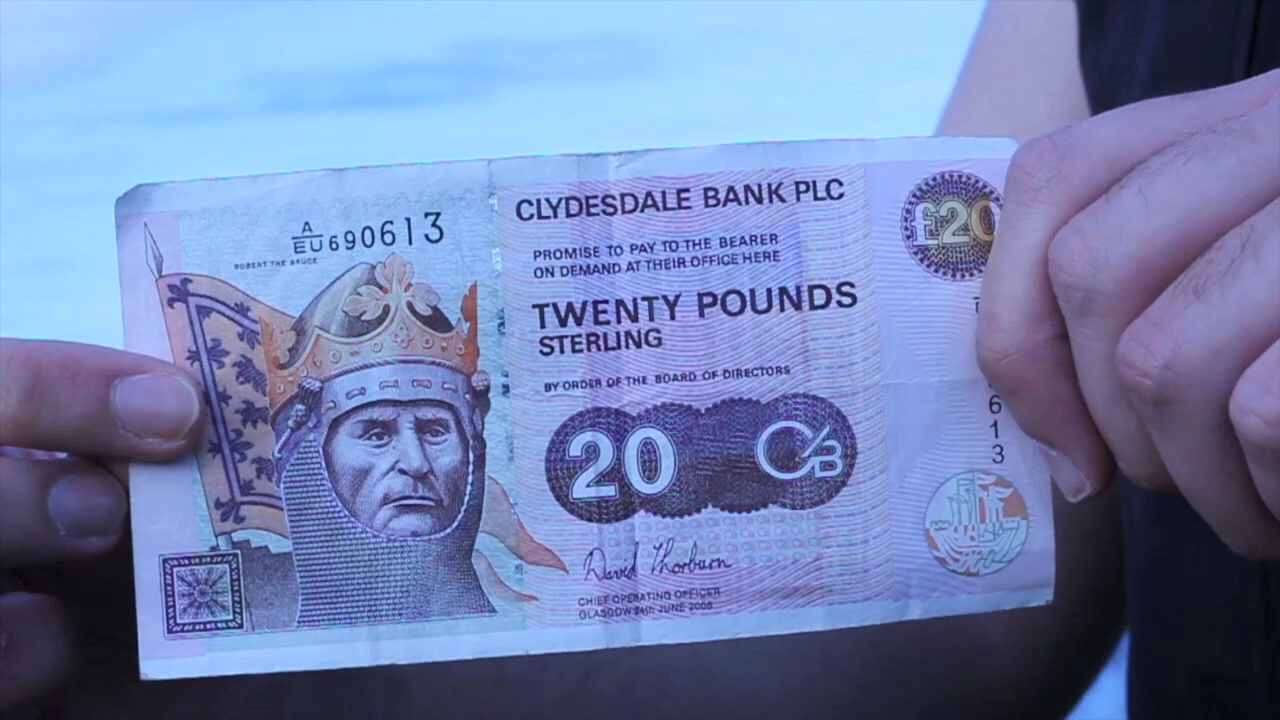 A/EU690613
ROBERT THE BRUCE
CLYDESDALE BANK PLC
PROMISE TO PAY TO THE BEARER
ON DEMAND AT THEIR OFFICE HERE
TWENTY POUNDS
STERLING
BY ORDER OF THE BOARD OF DIRECTORS
20 CB
David Thorburn
CHIEF OPERATING OFFICER
GLASGOW 24th JUNE 2006
£20
6
1
3